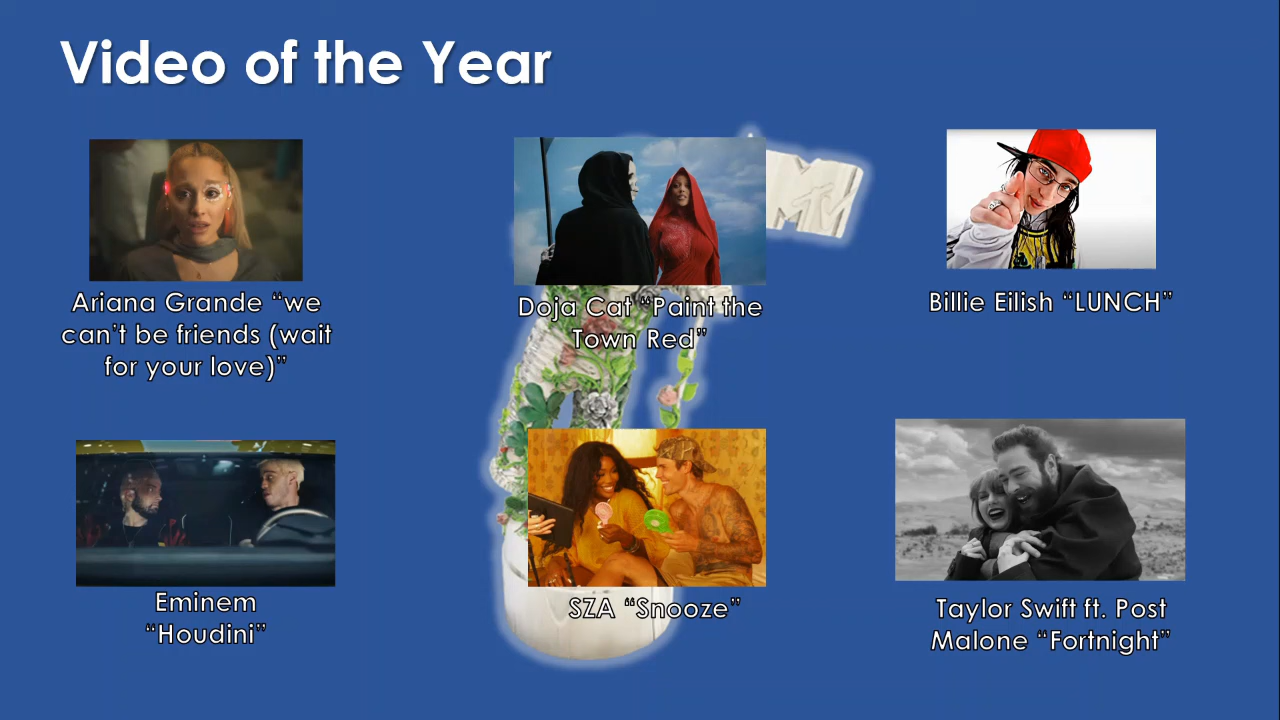 Video of the Year
MTV
Ariana Grande “we
can’t be friends (wait
for your love)”
Doja Cat “Paint the
Town Red”
Billie Eilish “LUNCH”
Eminem
“Houdini”
SZA “Snooze”
Taylor Swift ft. Post
Malone “Fortnight”